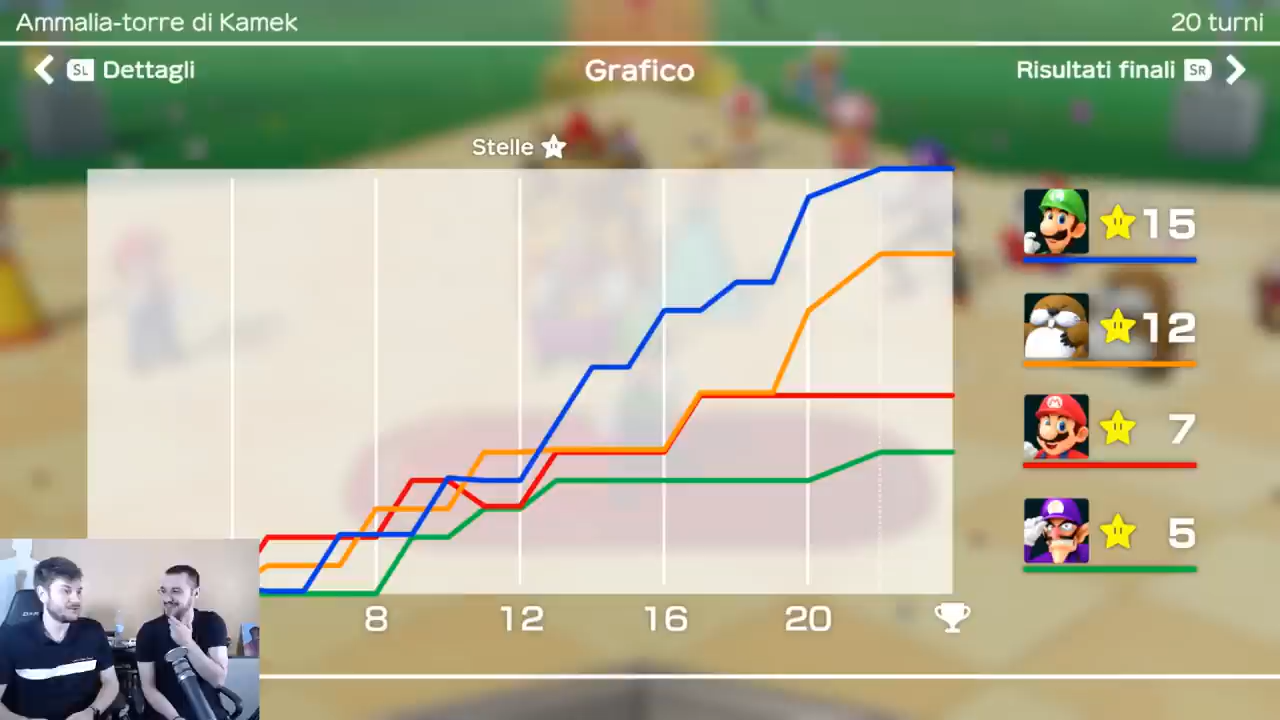 Ammalia-torre di Kamek
20 turni
SL Dettagli
Grafico
Risultati finali SR
Stelle
15
12
7
5
8 12 16 20